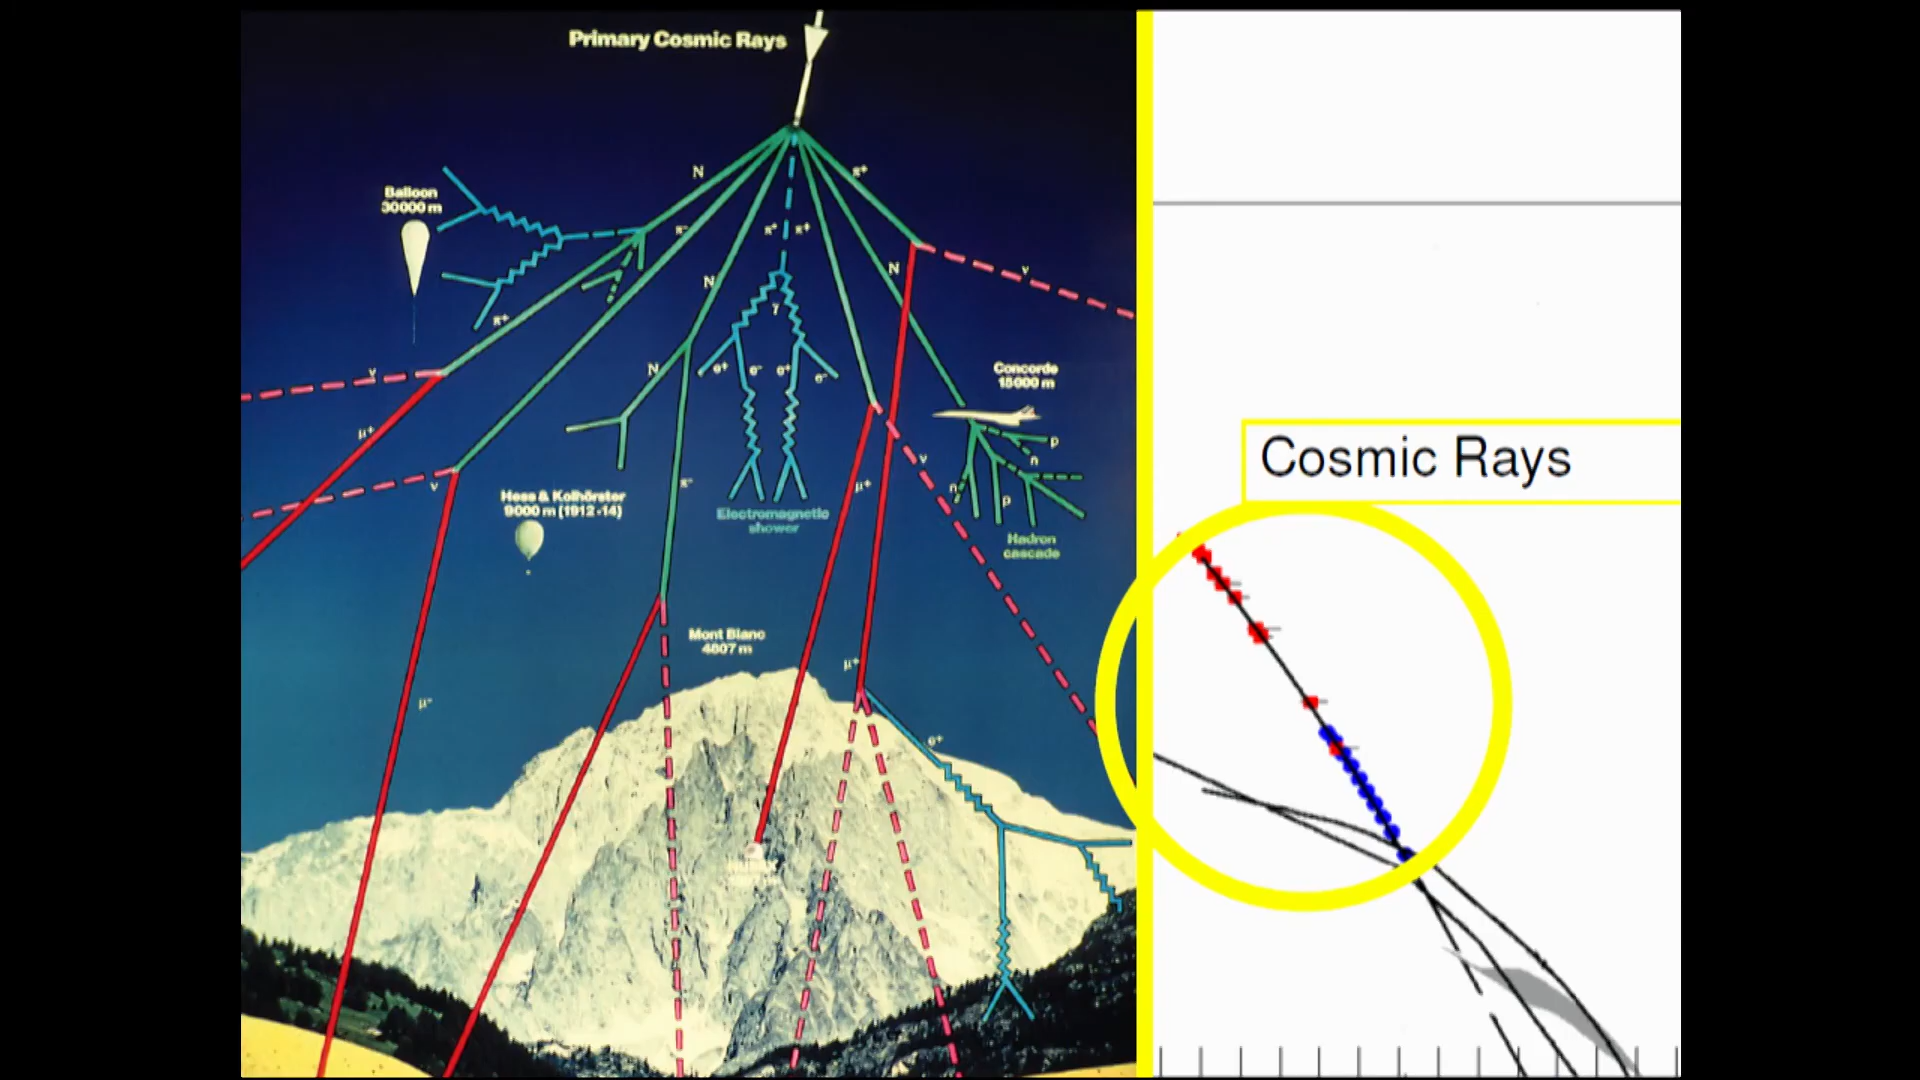 Primary Cosmic Rays
N
π+
Balloon
30000 m
π-
π+
π+
N
N
ν
γ
π+
ν
N
e+
e-
e+
e-
Concorde
15000 m
μ+
p
n
ν
ν
π-
μ+
n
p
Hess & Kolhörster
9000 m (1912-14)
Electromagnetic
shower
Hadron
cascade
Cosmic Rays
Mont Blanc
4807 m
μ+
μ-
e+